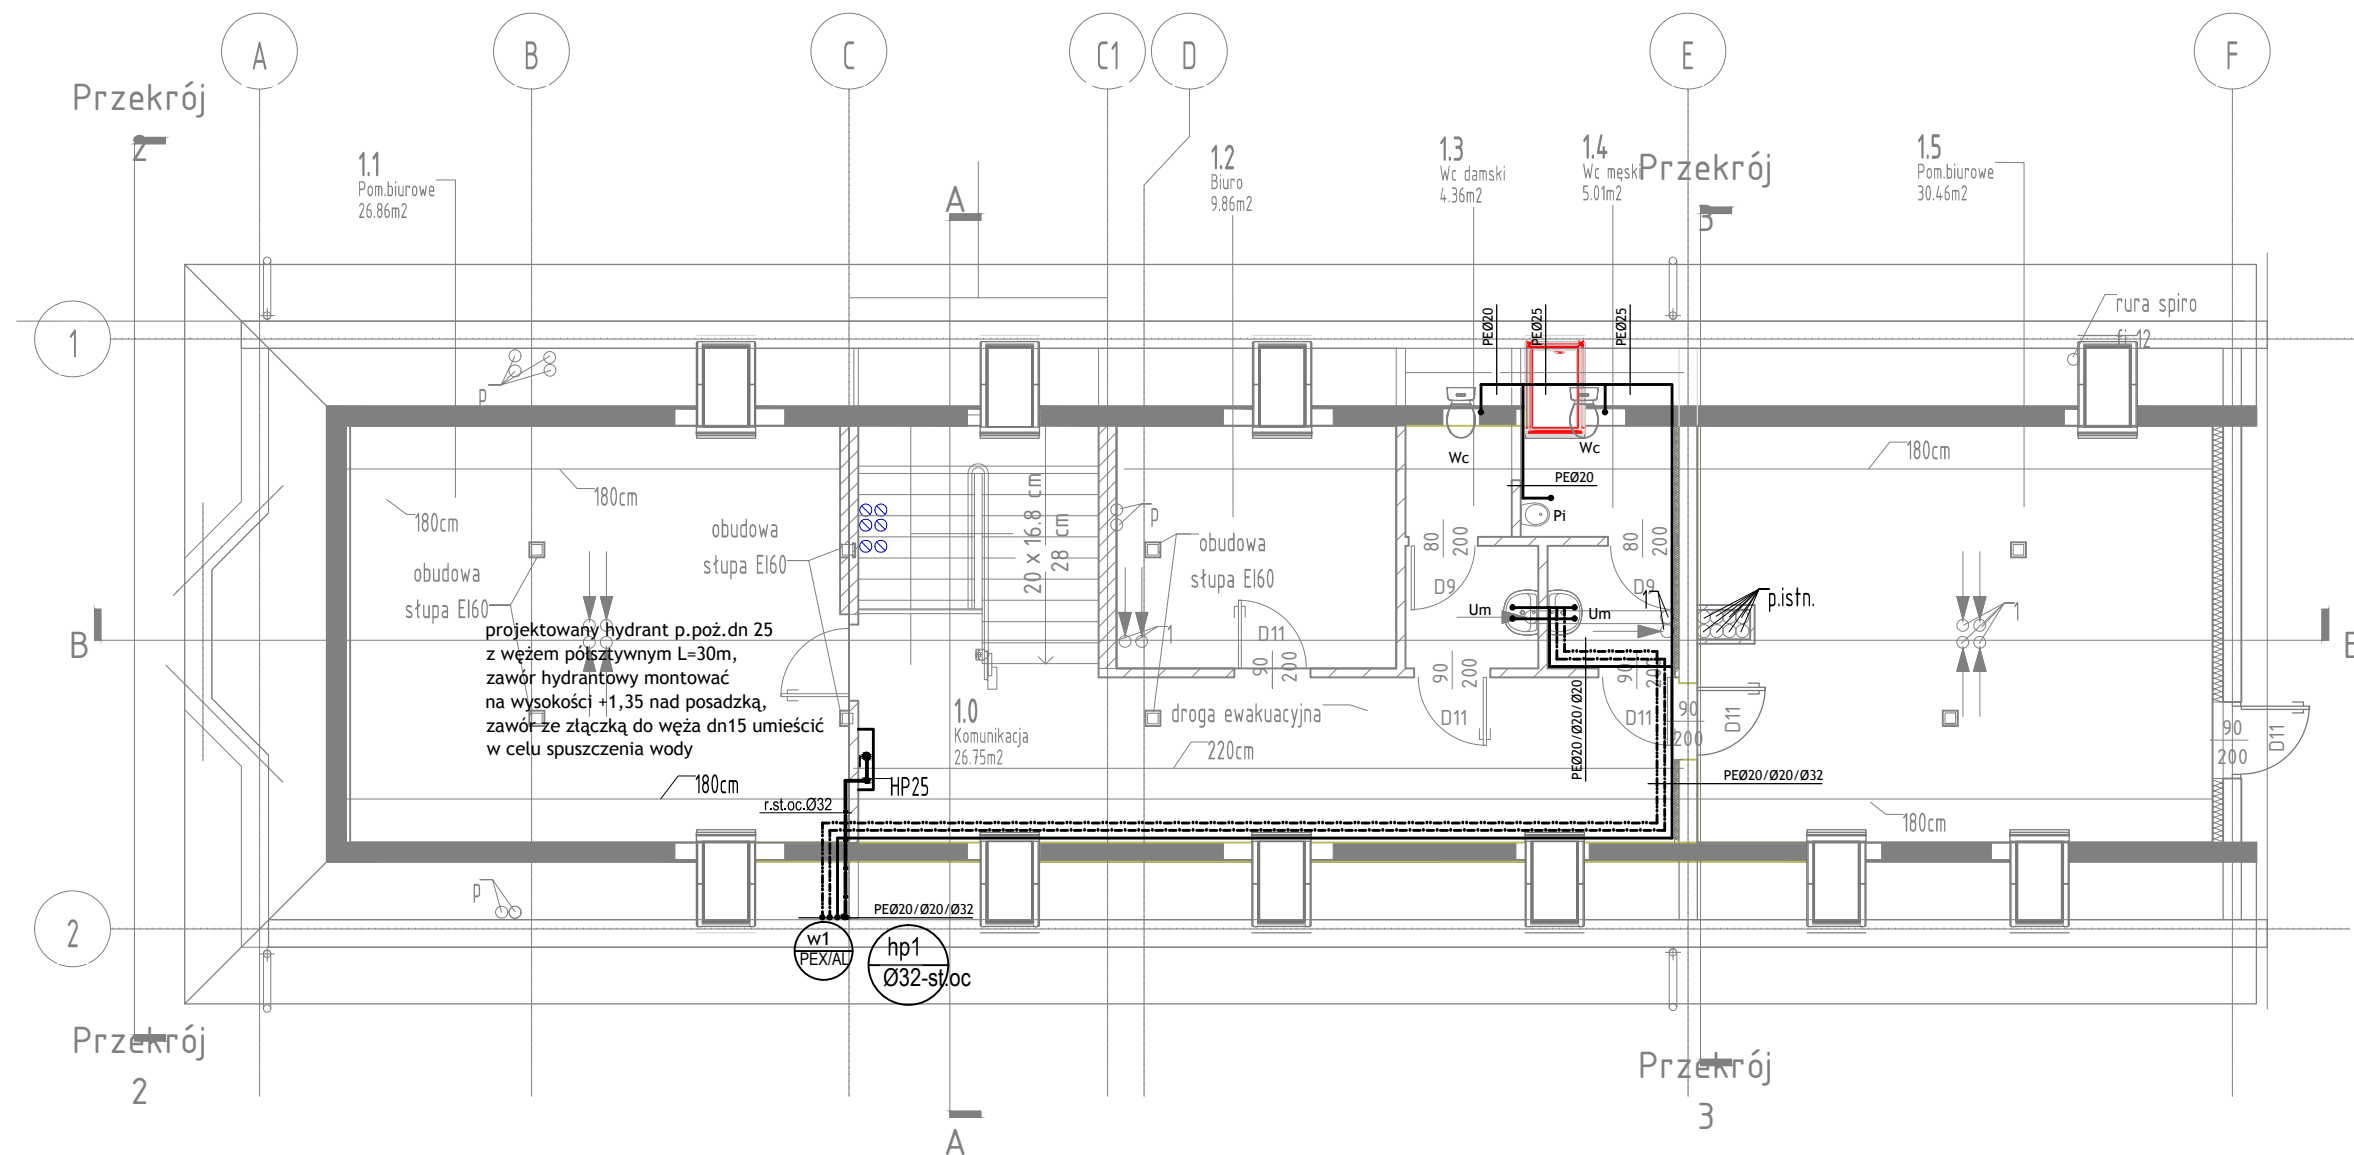 A
B
C
C1
D
E
F
Przekrój
2
1.1
Pom.biurowe
26.86m2
A
1.2
Biuro
9.86m2
1.3
Wc damski
4.36m2
1.4
Wc męski
5.01m2
Przekrój
3
1.5
Pom.biurowe
30.46m2
1
rura spiro
fi 12
PEØ20
PEØ25
PEØ25
p
Wc
Wc
180cm
180cm
180cm
PEØ20
Pi
obudowa
słupa EI60
obudowa
słupa EI60
20 x 16.8 cm
28 cm
p
obudowa
słupa EI60
80
200
80
200
D9
D9
Um
Um
1
p.istn.
1
1
B
projektowany hydrant p.poż.dn 25
z wężem półsztywnym L=30m,
zawór hydrantowy montować
na wysokości +1,35 nad posadzką,
zawór ze złączką do węża dn15 umieścić
w celu spuszczenia wody
D11
90
200
90
200
90
200
D11
D11
90
200
D11
90
200
D11
1.0
Komunikacja
26.75m2
droga ewakuacyjna
220cm
PEØ20/Ø20/Ø20
PEØ20/Ø20/Ø32
180cm
HP25
r.st.oc.Ø32
180cm
p
PEØ20/Ø20/Ø32
2
w1
PEX/AL
hp1
Ø32-st.oc
Przekrój
2
A
Przekrój
3